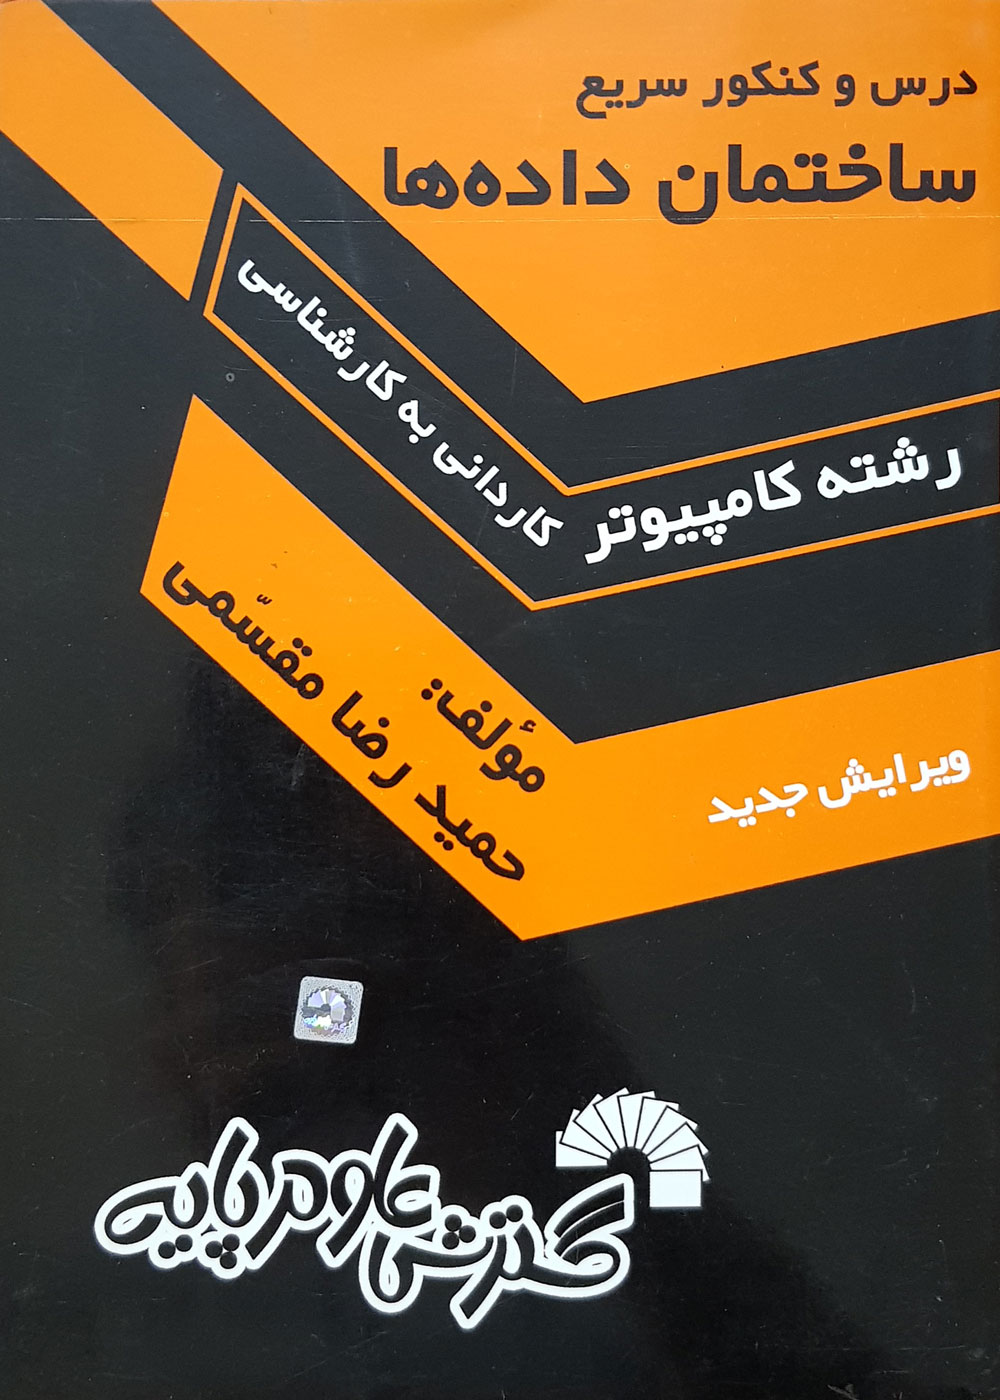 درس و کنکور سریع
ساختمان داده‌ها
رشته کامپیوتر
کاردانی به کارشناسی
مؤلف:
حمید رضا مقسّمی
ویرایش جدید
گسترش علوم پایه